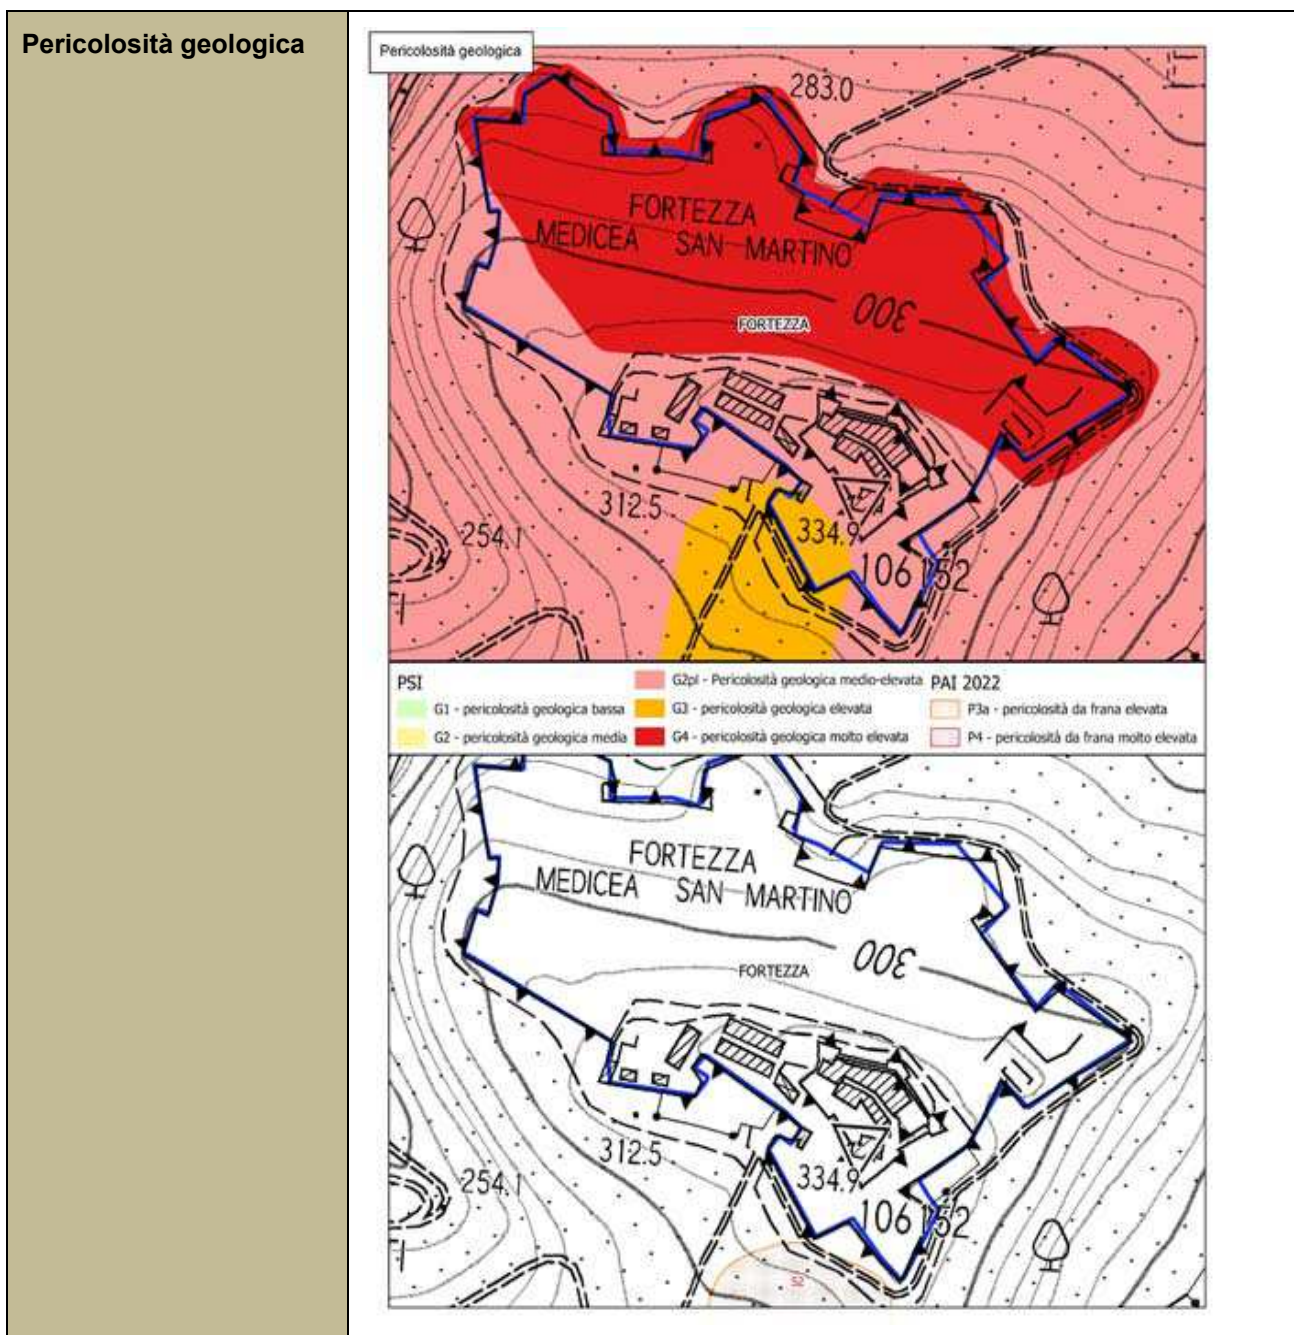 Pericolosità geologica
Pericolosità geologica
283.0
FORTEZZA
MEDICEA SAN MARTINO
300
FORTEZZA
312.5
254.1
334.9
106152
PSI
G1 - pericolosità geologica bassa
G2 - pericolosità geologica media
G2pl - Pericolosità geologica medio-elevata
G3 - pericolosità geologica elevata
G4 - pericolosità geologica molto elevata
PAI 2022
P3a - pericolosità da frana elevata
P4 - pericolosità da frana molto elevata
FORTEZZA
MEDICEA SAN MARTINO
300
FORTEZZA
312.5
254.1
334.9
106152